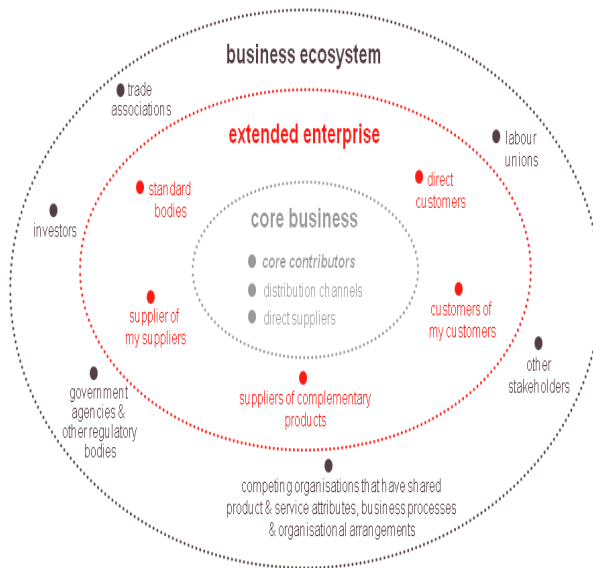 business ecosystem
trade
associations
extended enterprise
labour
unions
standard
bodies
direct
customers
investors
core business
core contributors
distribution channels
direct suppliers
supplier of
my suppliers
customers of
my customers
other
stakeholders
government
agencies &
other regulatory
bodies
suppliers of complementary
products
competing organisations that have shared
product & service attributes, business processes
& organisational arrangements